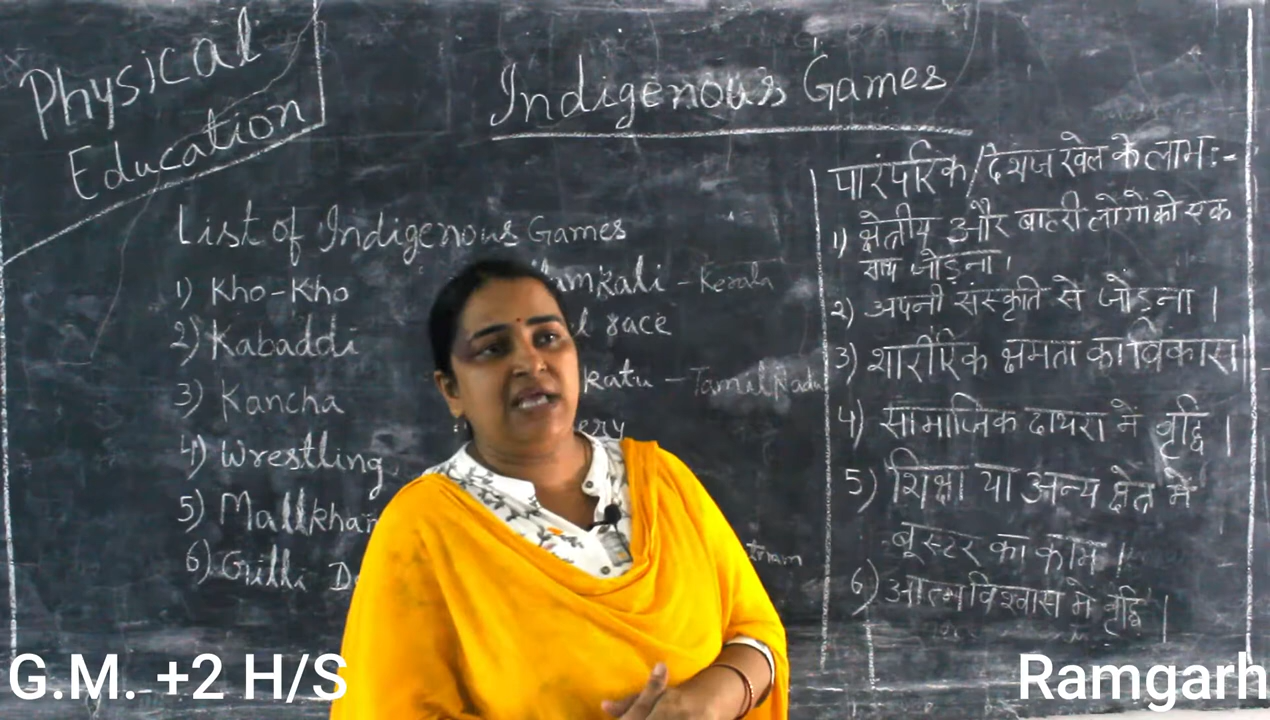 Physical
Education
Indigenous Games
List of Indigenous Games
1) Kho-Kho
2) Kabaddi
3) Kancha
4) Wrestling
5) Mallkham
6) Gilli
- Kerala
race
- Tamal Nadu
पारंपरिक/देशज खेल के लाभ :-
1) क्षेत्रीय और बाहरी लोगों को एक
साथ जोड़ना।
2) अपनी संस्कृति से जोड़ना।
3) शारीरिक क्षमता का विकास।
4) सामाजिक दायरा में वृद्धि।
5) शिक्षा या अन्य क्षेत्र में
बूस्टर का काम।
6) आत्मविश्वास में वृद्धि।
G.M. +2 H/S
Ramgarh